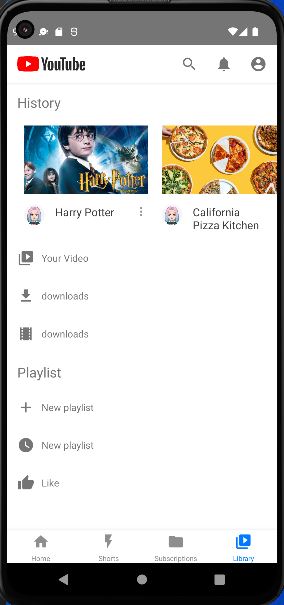 YouTube
History
Harry Potter
Harry Potter
California
Pizza Kitchen
Your Video
downloads
downloads
Playlist
New playlist
New playlist
Like
Home
Shorts
Subscriptions
Library